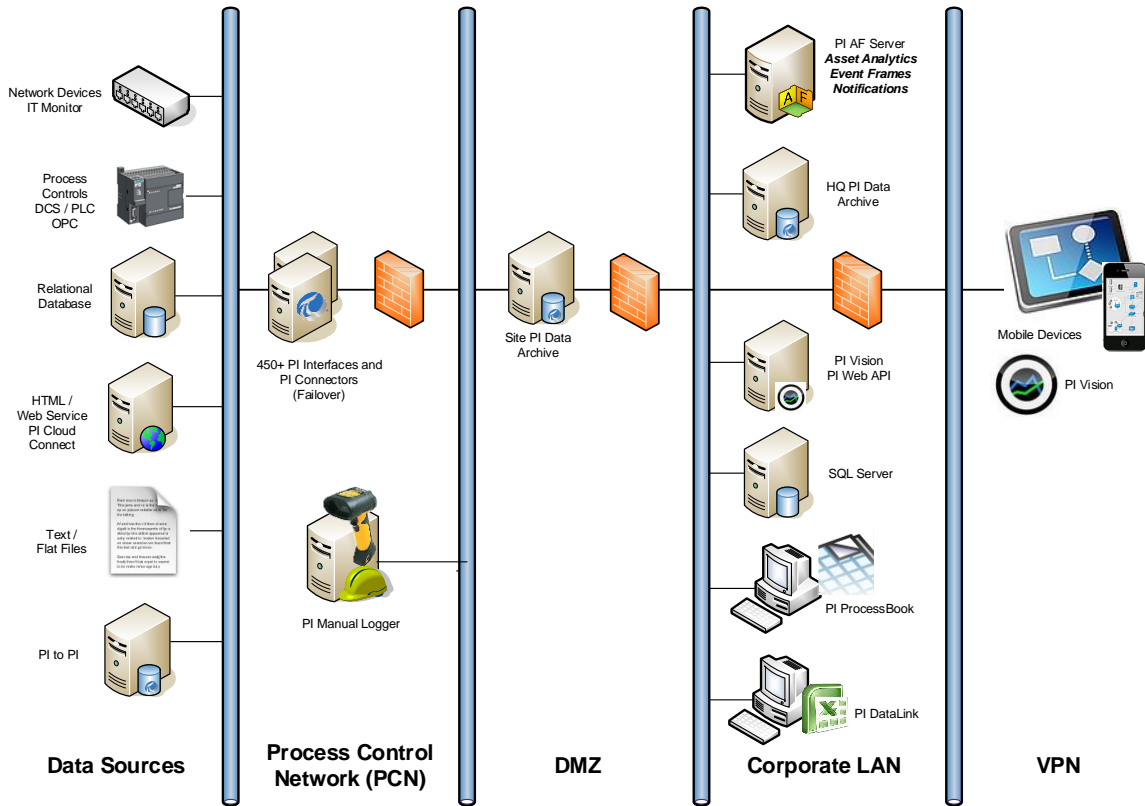 Network Devices
IT Monitor
Process
Controls
DCS / PLC
OPC
Relational
Database
HTML /
Web Service
PI Cloud
Connect
Text /
Flat Files
PI to PI
Data Sources
450+ PI Interfaces and
PI Connectors
(Failover)
PI Manual Logger
Process Control
Network (PCN)
Site PI Data
Archive
DMZ
PI AF Server
Asset Analytics
Event Frames
Notifications
A F
HQ PI Data
Archive
PI Vision
PI Web API
SQL Server
PI ProcessBook
PI DataLink
Corporate LAN
Mobile Devices
PI Vision
VPN